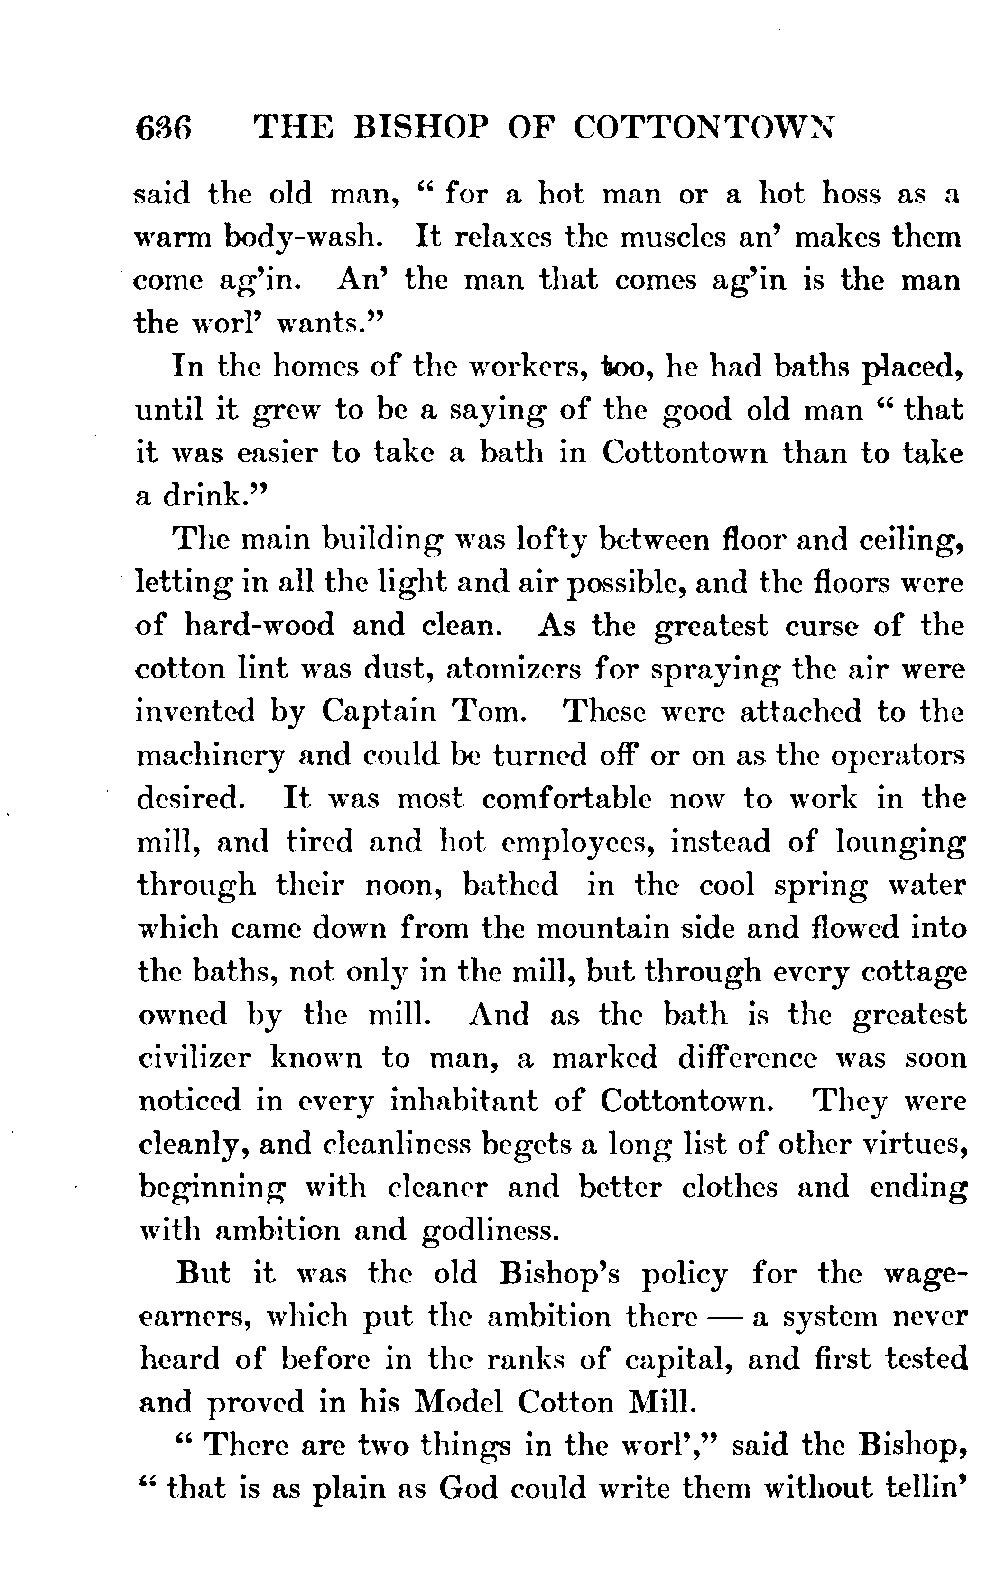 636 THE BISHOP OF COTTONTOWN
said the old man, “ for a hot man or a hot hoss as a
warm body-wash. It relaxes the muscles an’ makes them
come ag’in. An’ the man that comes ag’in is the man
the worl’ wants.”
In the homes of the workers, too, he had baths placed,
until it grew to be a saying of the good old man “ that
it was easier to take a bath in Cottontown than to take
a drink.”
The main building was lofty between floor and ceiling,
letting in all the light and air possible, and the floors were
of hard-wood and clean. As the greatest curse of the
cotton lint was dust, atomizers for spraying the air were
invented by Captain Tom. These were attached to the
machinery and could be turned off or on as the operators
desired. It was most comfortable now to work in the
mill, and tired and hot employees, instead of lounging
through their noon, bathed in the cool spring water
which came down from the mountain side and flowed into
the baths, not only in the mill, but through every cottage
owned by the mill. And as the bath is the greatest
civilizer known to man, a marked difference was soon
noticed in every inhabitant of Cottontown. They were
cleanly, and cleanliness begets a long list of other virtues,
beginning with cleaner and better clothes and ending
with ambition and godliness.
But it was the old Bishop’s policy for the wage-
earners, which put the ambition there — a system never
heard of before in the ranks of capital, and first tested
and proved in his Model Cotton Mill.
“ There are two things in the worl’,” said the Bishop,
“ that is as plain as God could write them without tellin’